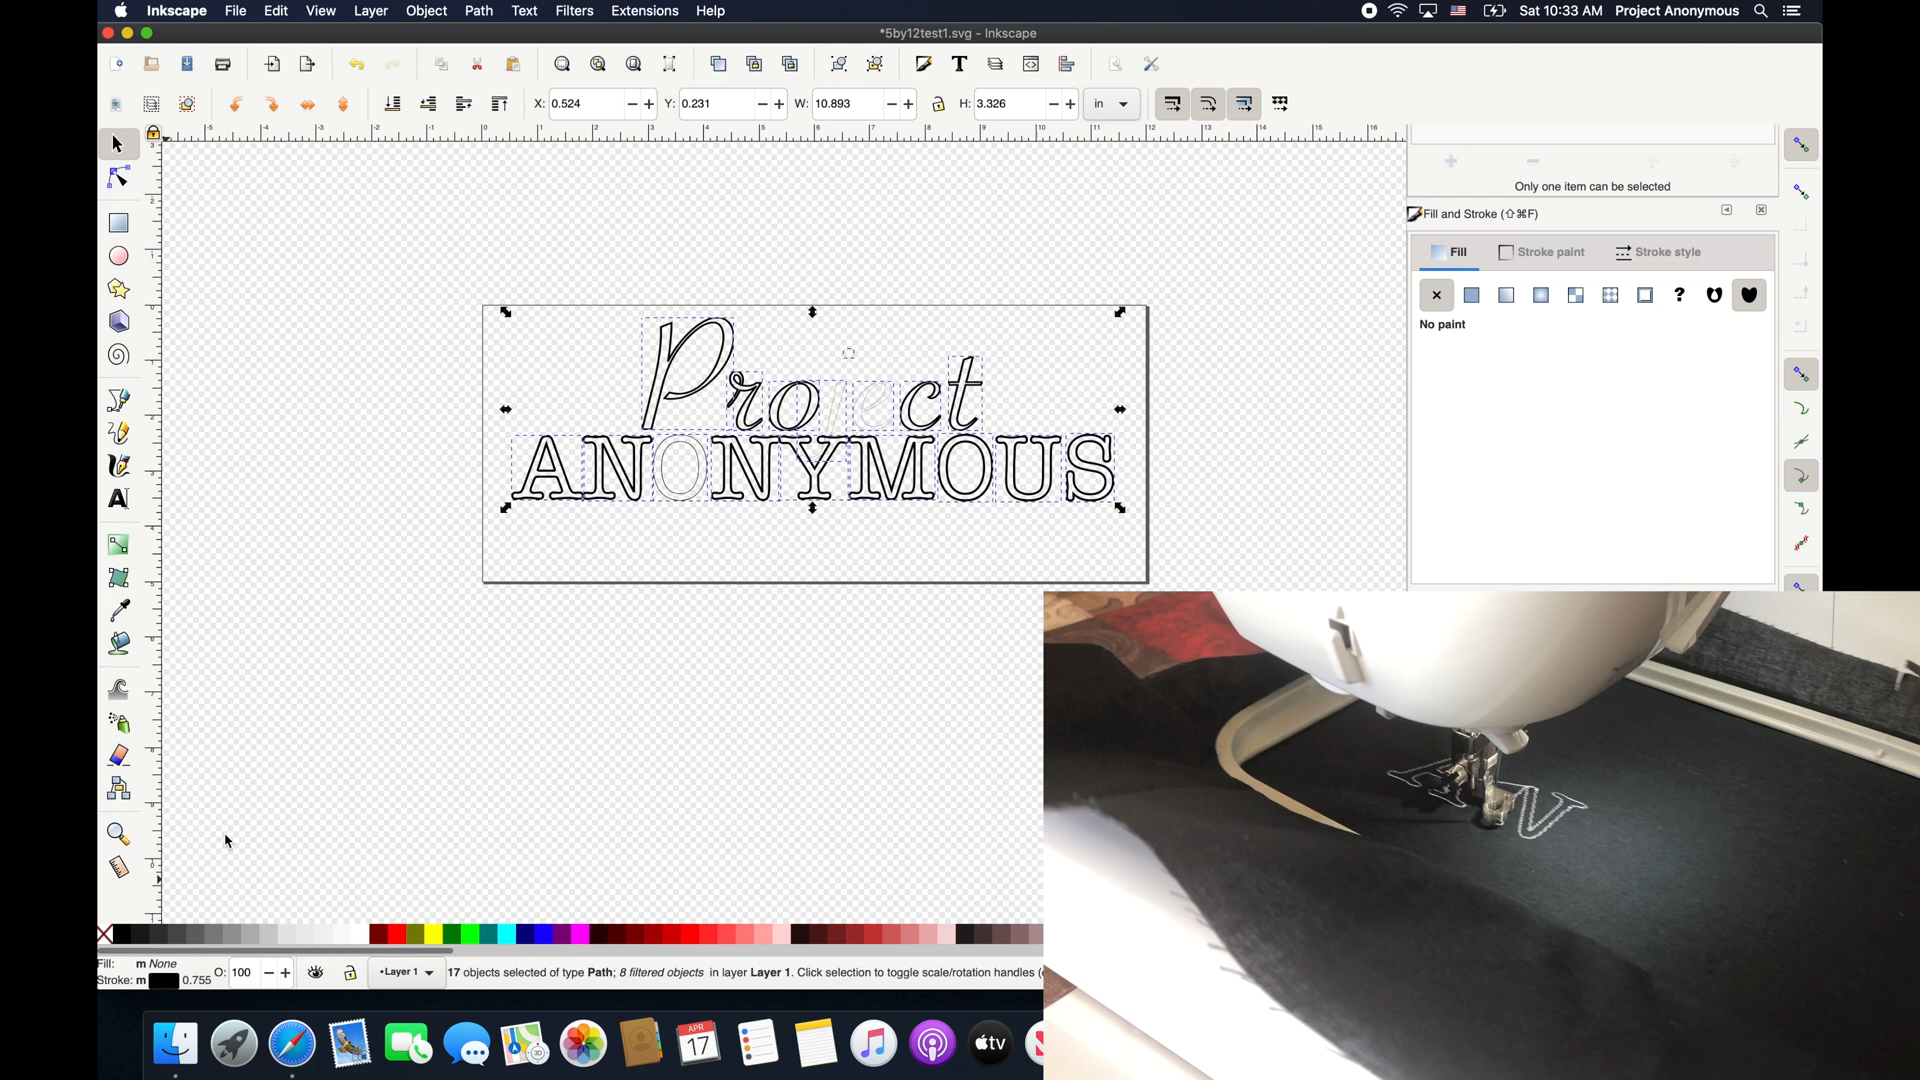 Inkscape File Edit View Layer Object Path Text Filters Extensions Help
Sat 10:33 AM Project Anonymous
*5by12test1.svg - Inkscape
X: 0.524 Y: 0.231 W: 10.893 H: 3.326 in
Only one item can be selected
Fill and Stroke (⇧⌘F)
Fill Stroke paint Stroke style
?
No paint
Project
ANONYMOUS
A N
Fill: m None
Stroke: m 0.755
O: 100
•Layer 1
17 objects selected of type Path; 8 filtered objects in layer Layer 1. Click selection to toggle scale/rotation handles (
APR
17
3D
tv